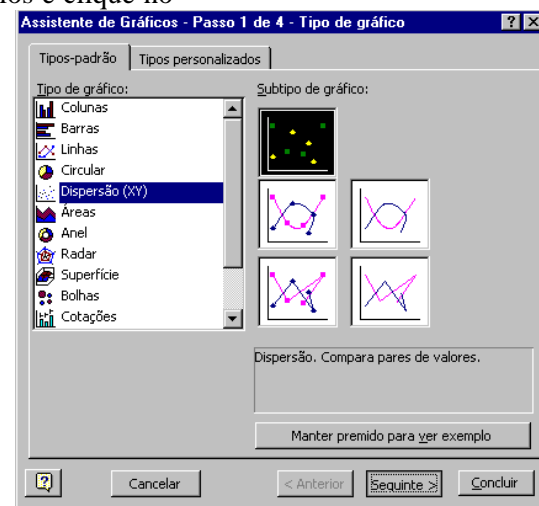 e clique no
Assistente de Gráficos - Passo 1 de 4 - Tipo de gráfico
Tipos-padrão
Tipos personalizados
Tipo de gráfico:
Subtipo de gráfico:
Colunas
Barras
Linhas
Circular
Dispersão (XY)
Áreas
Anel
Radar
Superfície
Bolhas
Cotações
Dispersão. Compara pares de valores.
Manter premido para ver exemplo
Cancelar
< Anterior
Seguinte >
Concluir